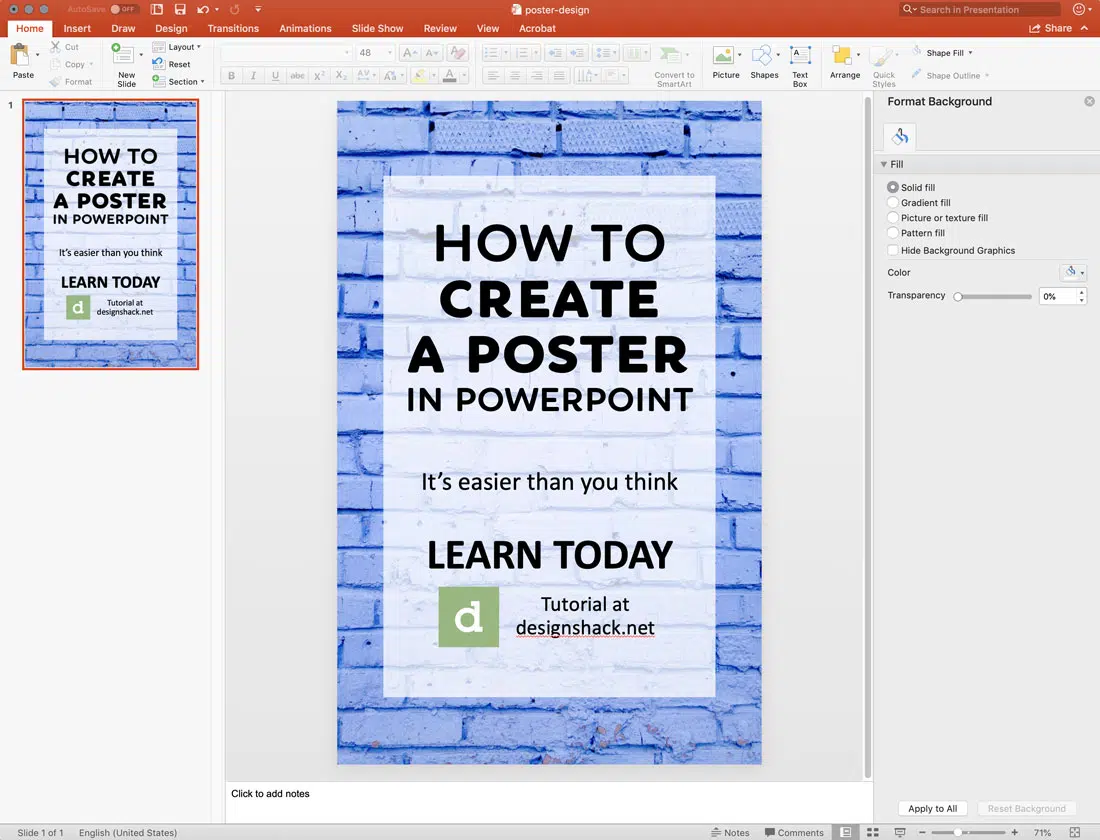 AutoSave OFF
poster-design
Search in Presentation
Home Insert Draw Design Transitions Animations Slide Show Review View Acrobat
Share
Paste
Cut
Copy
Format
New
Slide
Layout
Reset
Section
48
A A
B I U abc X² X₂ AV Aa A
Convert to
SmartArt
Picture
Shapes
Text
Box
Arrange
Quick
Styles
Shape Fill
Shape Outline
1
HOW TO
CREATE
A POSTER
IN POWERPOINT
It's easier than you think
LEARN TODAY
d
Tutorial at
designshack.net
HOW TO
CREATE
A POSTER
IN POWERPOINT
It's easier than you think
LEARN TODAY
d
Tutorial at
designshack.net
Format Background
Fill
Solid fill
Gradient fill
Picture or texture fill
Pattern fill
Hide Background Graphics
Color
Transparency 0%
Apply to All Reset Background
Click to add notes
Slide 1 of 1 English (United States) Notes Comments 71%